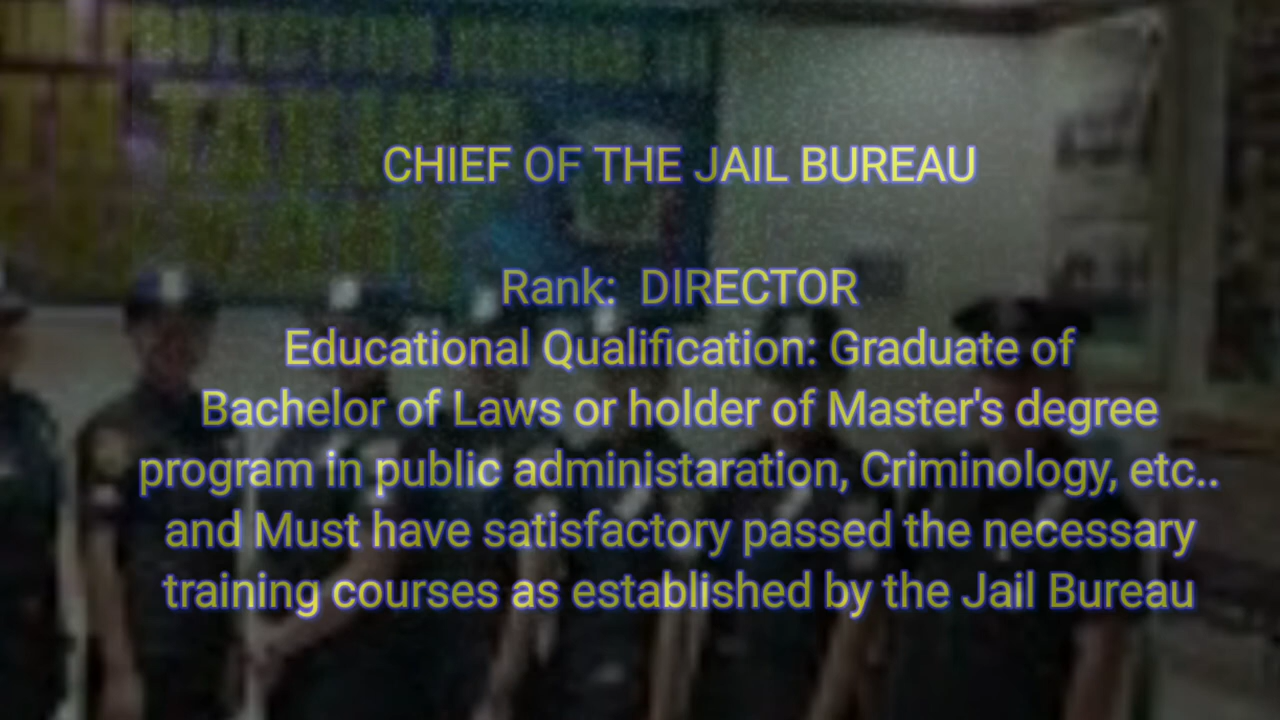 CHIEF OF THE JAIL BUREAU
Rank: DIRECTOR
Educational Qualification: Graduate of
Bachelor of Laws or holder of Master's degree
program in public administaration, Criminology, etc..
and Must have satisfactory passed the necessary
training courses as established by the Jail Bureau